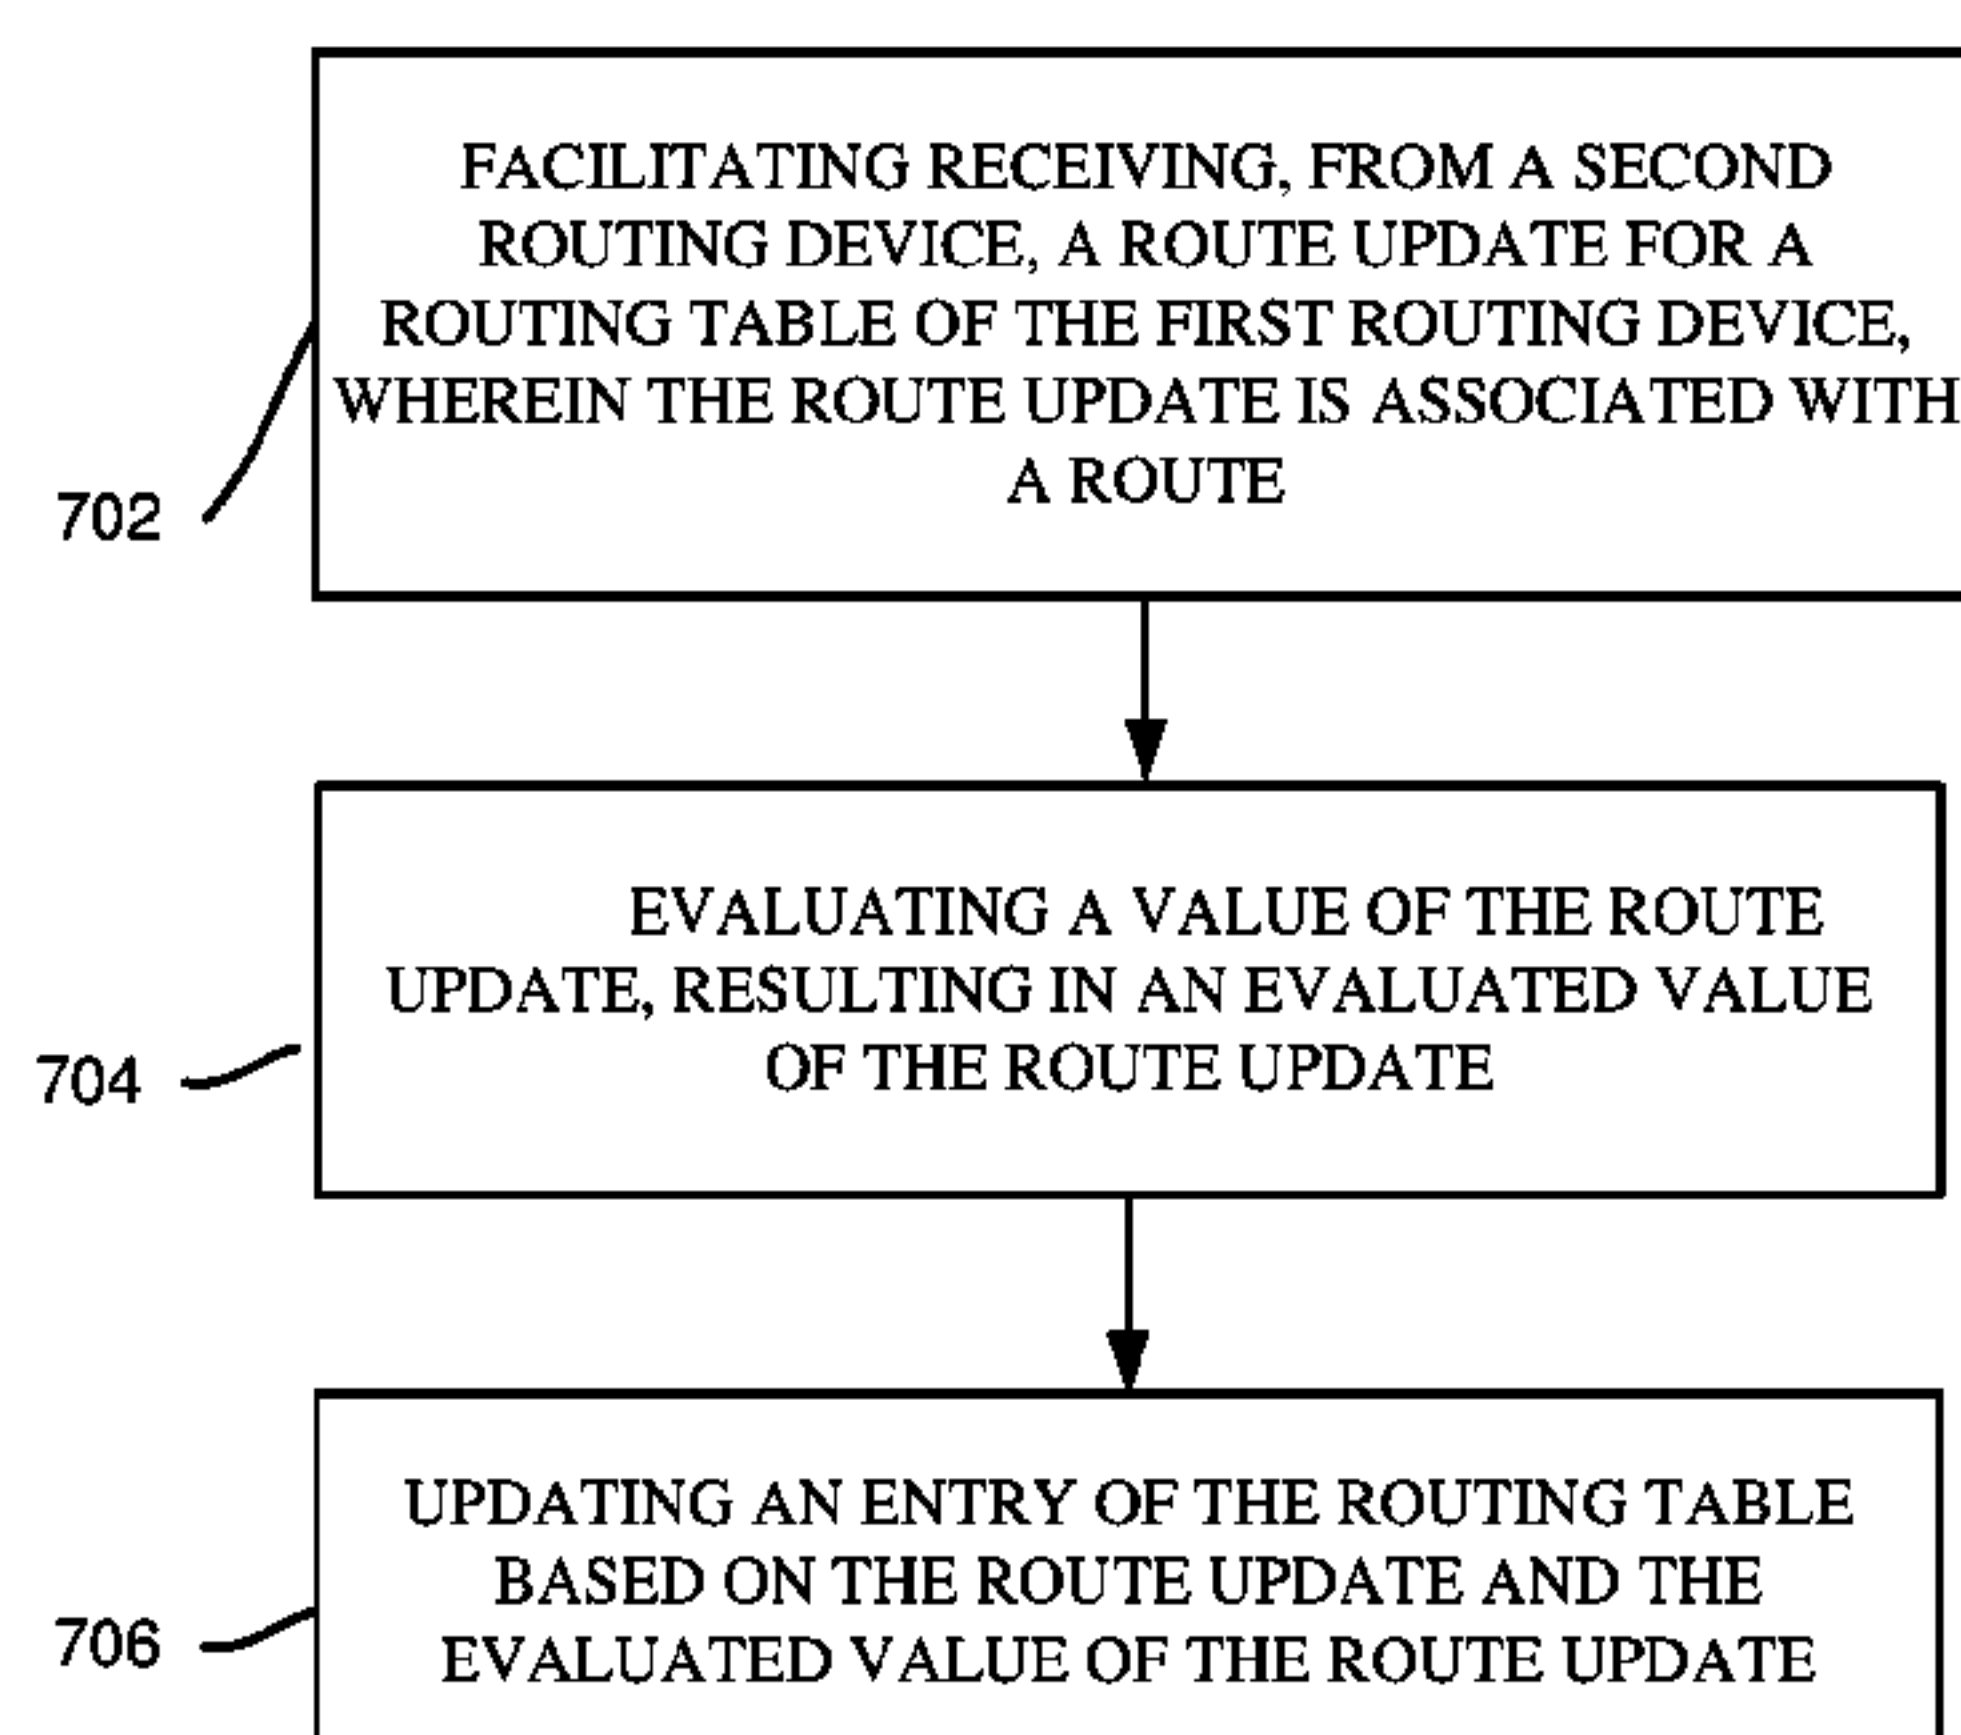 FACILITATING RECEIVING, FROM A SECOND
ROUTING DEVICE, A ROUTE UPDATE FOR A
ROUTING TABLE OF THE FIRST ROUTING DEVICE,
WHEREIN THE ROUTE UPDATE IS ASSOCIATED WITH
A ROUTE
702
EVALUATING A VALUE OF THE ROUTE
UPDATE, RESULTING IN AN EVALUATED VALUE
OF THE ROUTE UPDATE
704
UPDATING AN ENTRY OF THE ROUTING TABLE
BASED ON THE ROUTE UPDATE AND THE
EVALUATED VALUE OF THE ROUTE UPDATE
706